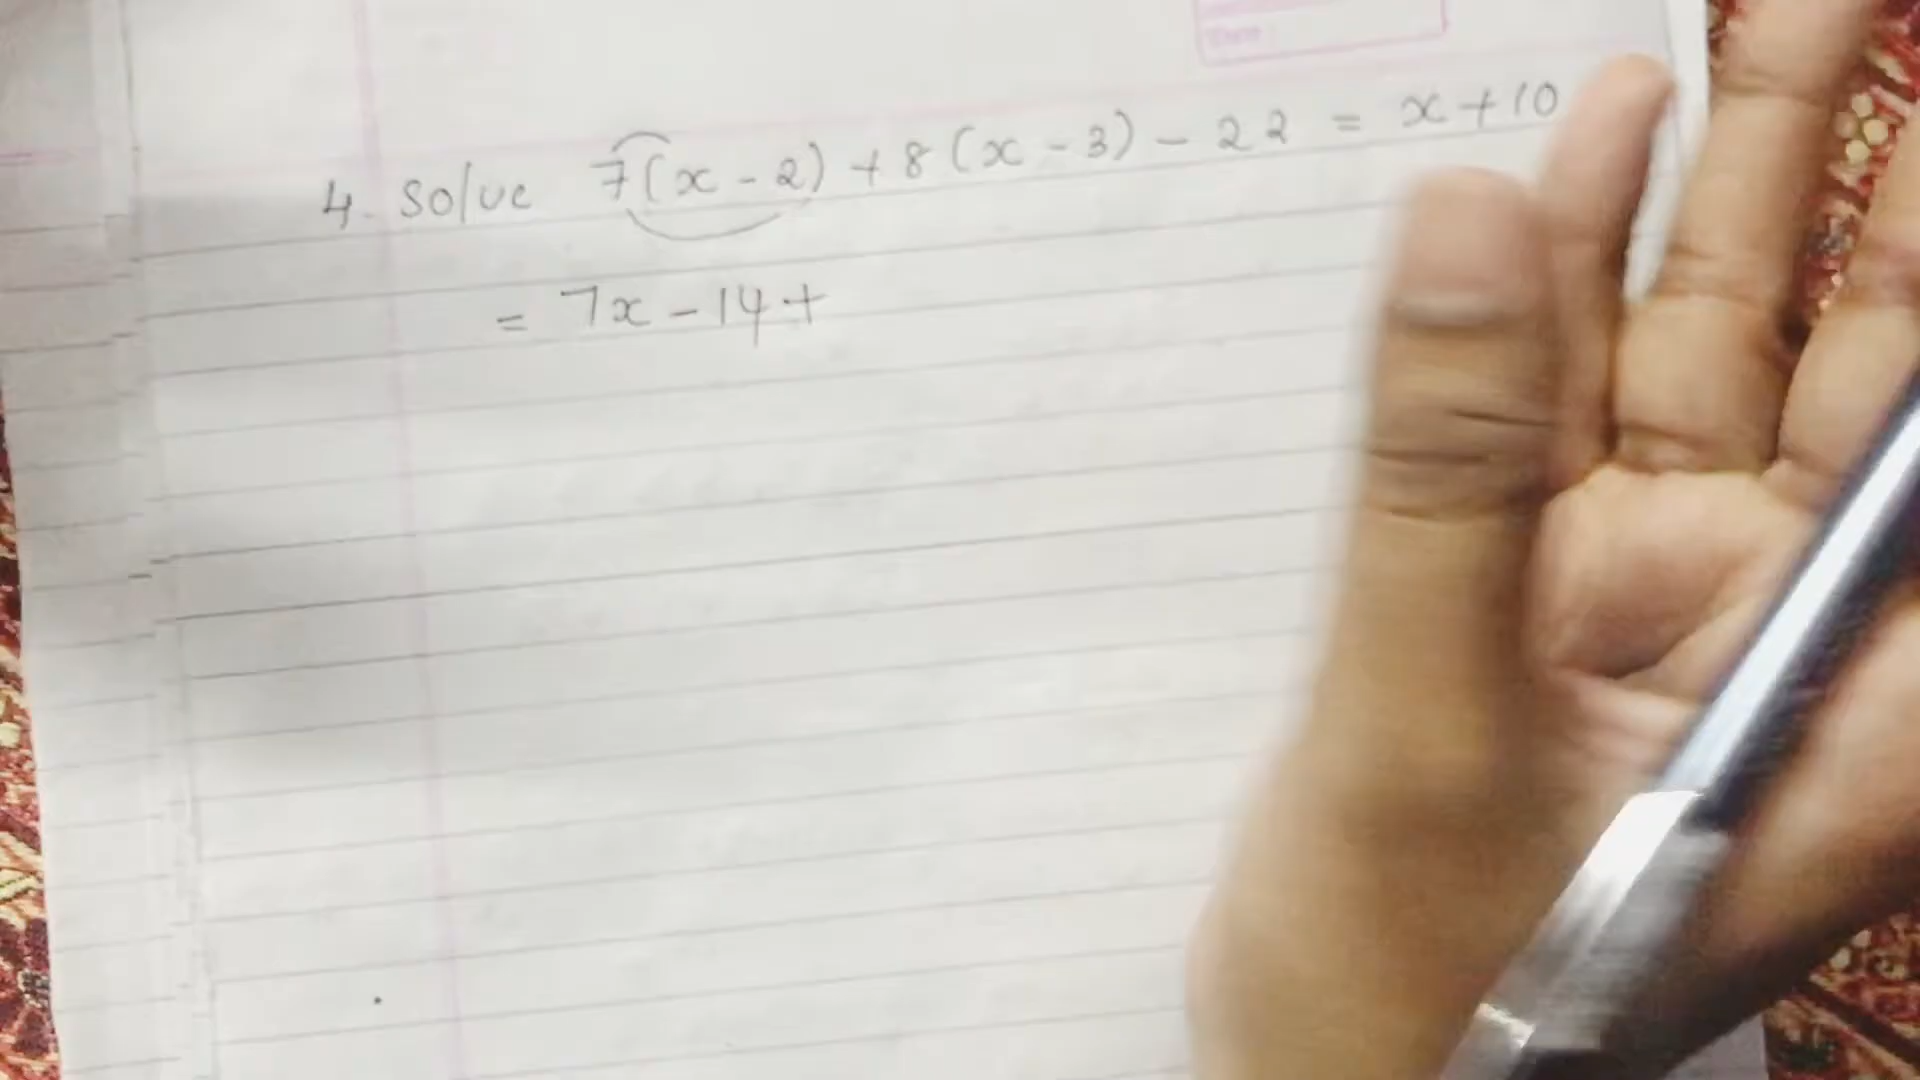 4. Solve 7(x - 2) + 8(x - 3) - 22 = x + 10
= 7x - 14 +